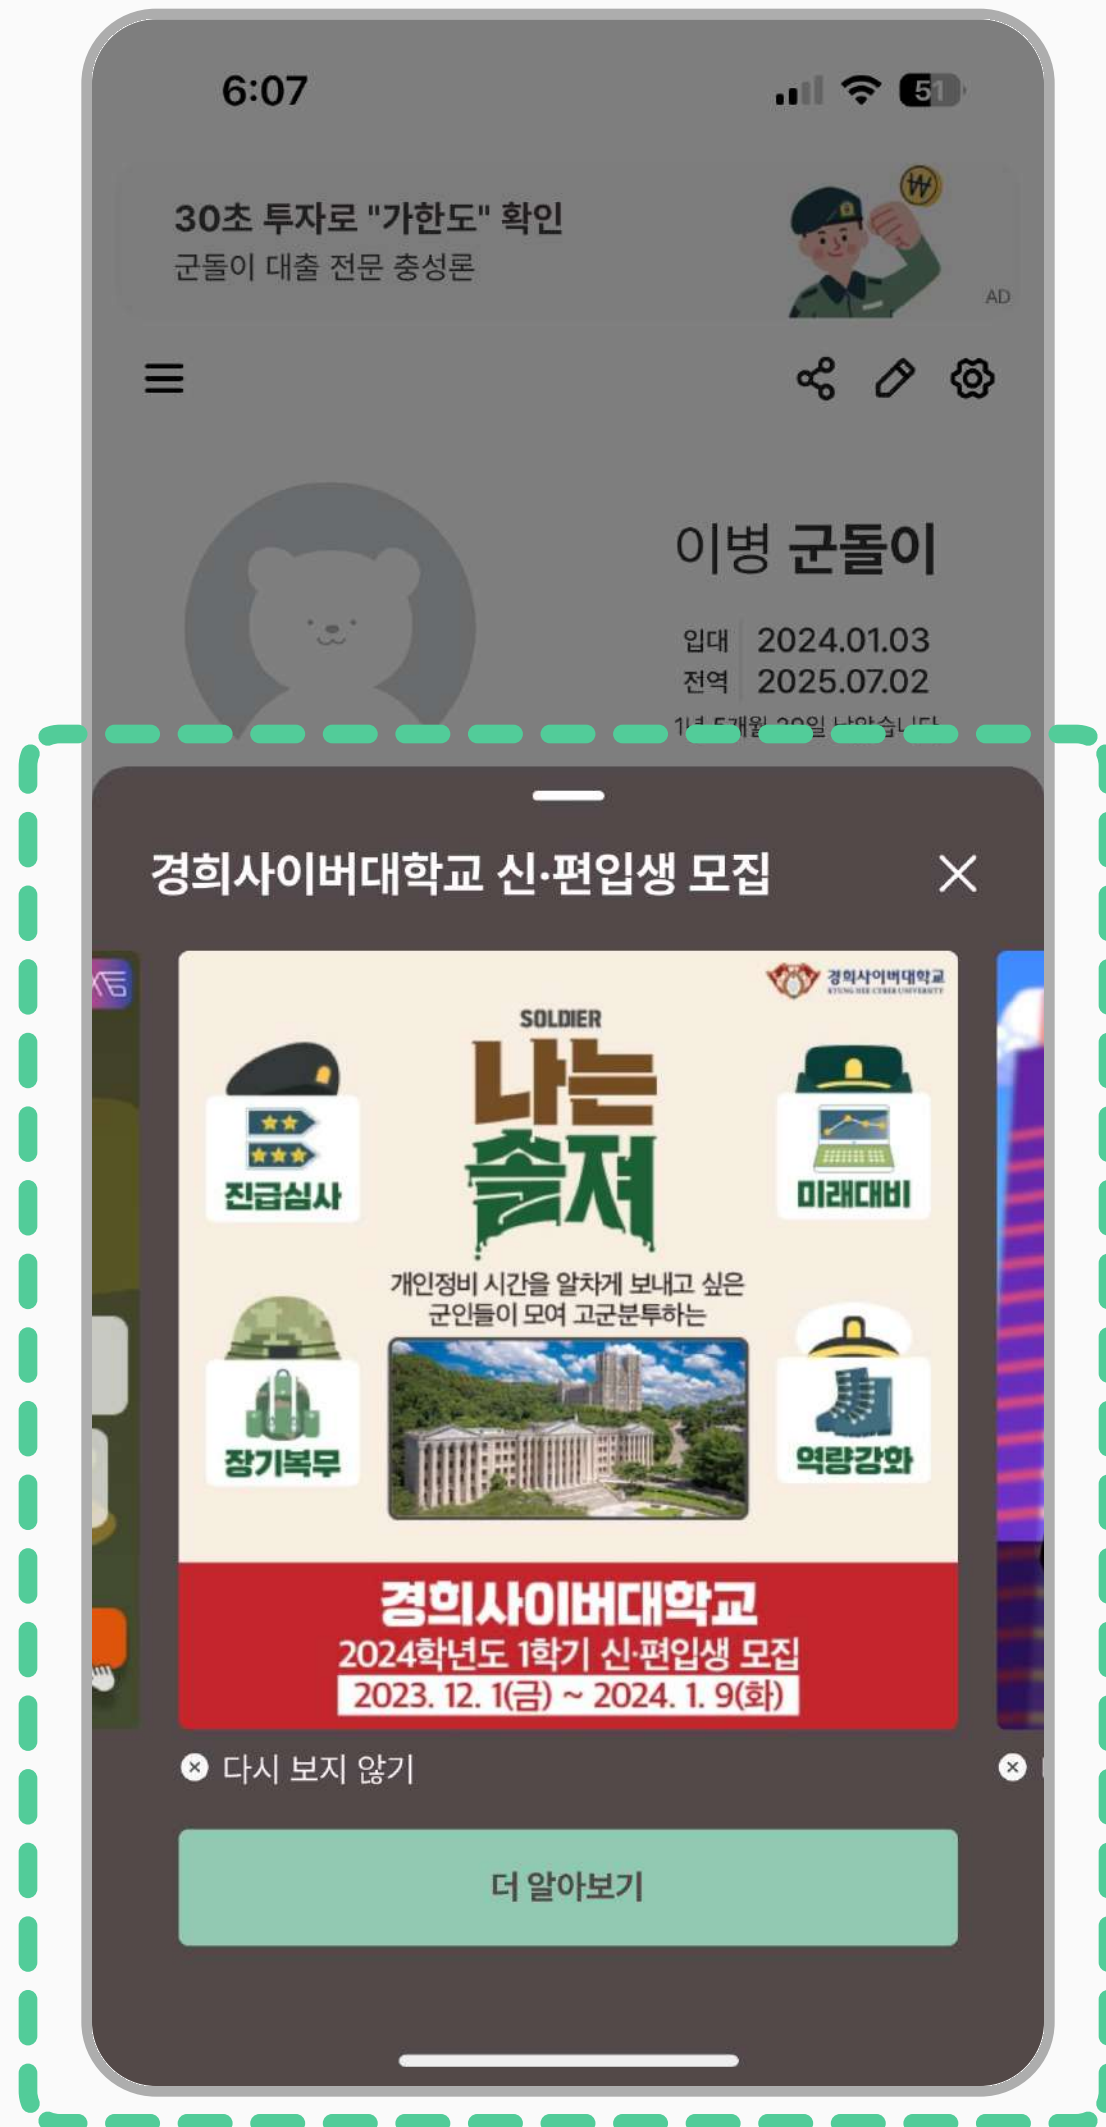 6:07
51
30초 투자로 "가한도" 확인
군돌이 대출 전문 충성론
AD
이병 군돌이
입대 2024.01.03
전역 2025.07.02
경희사이버대학교 신·편입생 모집
경희사이버대학교
KYUNG HEE CYBER UNIVERSITY
SOLDIER
나는
솔져
진급심사
미래대비
개인정비 시간을 알차게 보내고 싶은
군인들이 모여 고군분투하는
장기복무
역량강화
경희사이버대학교
2024학년도 1학기 신·편입생 모집
2023. 12. 1(금) ~ 2024. 1. 9(화)
다시 보지 않기
더 알아보기